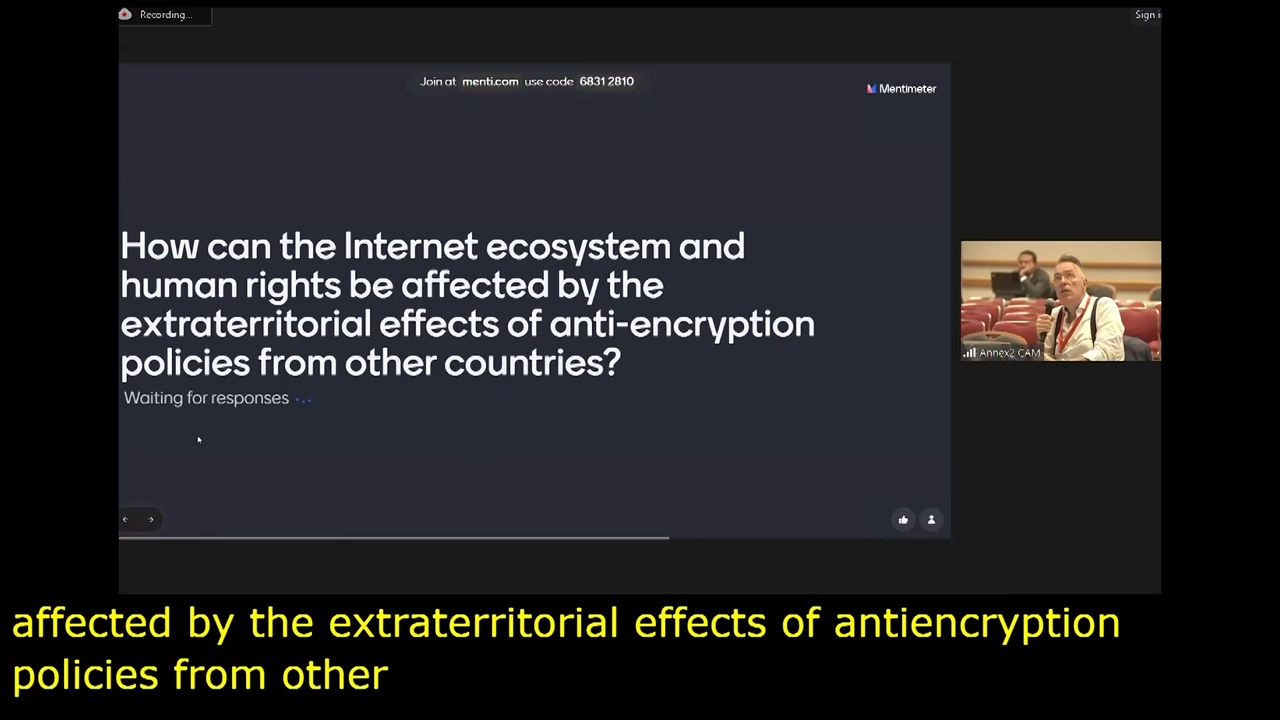 Recording...
Sign i
Join at menti.com use code 6831 2810
Mentimeter
How can the Internet ecosystem and
human rights be affected by the
extraterritorial effects of anti-encryption
policies from other countries?
Waiting for responses ...
Annex2 CAM
affected by the extraterritorial effects of antiencryption
policies from other